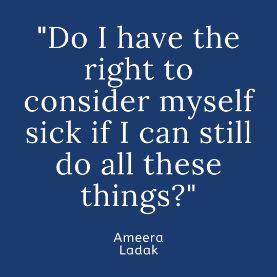 "Do I have the
right to
consider myself
sick if I can still
do all these
things?"
Ameera
Ladak